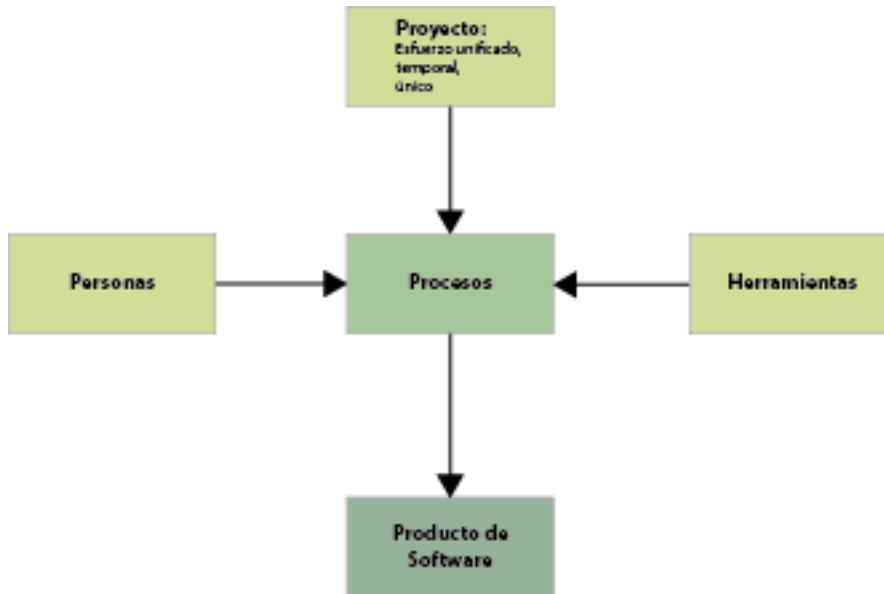 Proyecto:
Esfuerzo unificado,
temporal,
único
Personas
Procesos
Herramientas
Producto de
Software